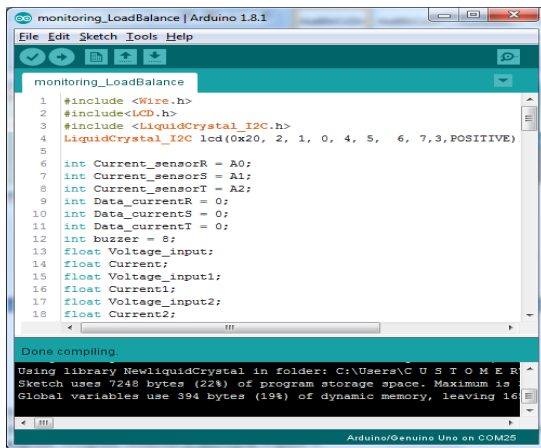 monitoring_LoadBalance | Arduino 1.8.1
File Edit Sketch Tools Help
monitoring_LoadBalance
1 #include <Wire.h>
2 #include<LCD.h>
3 #include <LiquidCrystal_I2C.h>
4 LiquidCrystal_I2C lcd(0x20, 2, 1, 0, 4, 5, 6, 7,3,POSITIVE)
5
6 int Current_sensorR = A0;
7 int Current_sensorS = A1;
8 int Current_sensorT = A2;
9 int Data_currentR = 0;
10 int Data_currentS = 0;
11 int Data_currentT = 0;
12 int buzzer = 8;
13 float Voltage_input;
14 float Current;
15 float Voltage_input1;
16 float Current1;
17 float Voltage_input2;
18 float Current2;
Done compiling.
Using library NewliquidCrystal in folder: C:\Users\C U S T O M E R
Sketch uses 7248 bytes (22%) of program storage space. Maximum is
Global variables use 394 bytes (19%) of dynamic memory, leaving
Arduino/Genuino Uno on COM25